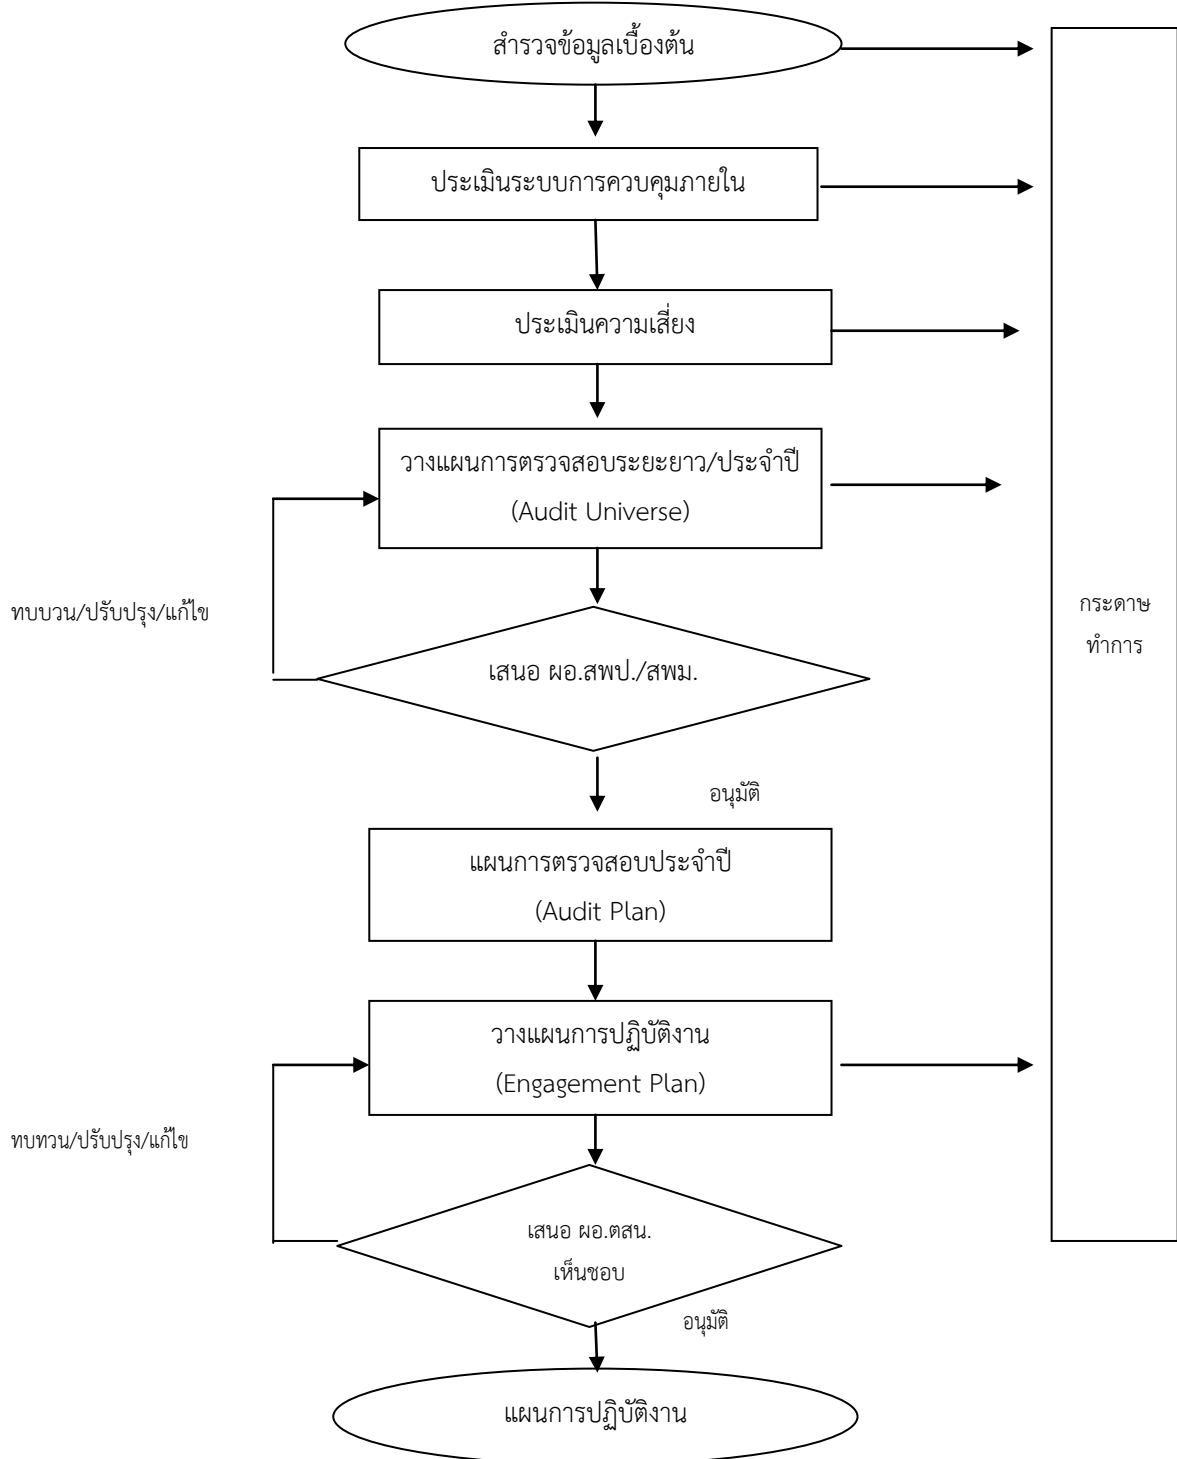 สำรวจข้อมูลเบื้องต้น
ประเมินระบบการควบคุมภายใน
ประเมินความเสี่ยง
วางแผนการตรวจสอบระยะยาว/ประจำปี
(Audit Universe)
ทบบวน/ปรับปรุง/แก้ไข
กระดาษ
ทำการ
เสนอ ผอ.สพป./สพม.
อนุมัติ
แผนการตรวจสอบประจำปี
(Audit Plan)
วางแผนการปฏิบัติงาน
(Engagement Plan)
ทบทวน/ปรับปรุง/แก้ไข
เสนอ ผอ.ตสน.
เห็นชอบ
อนุมัติ
แผนการปฏิบัติงาน